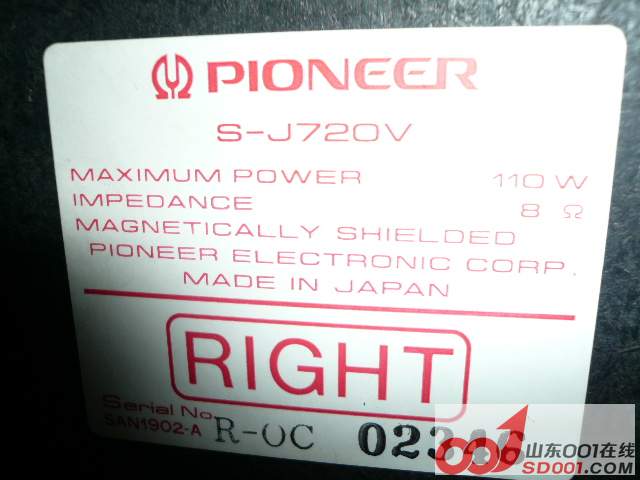 PIONEER
S-J720V
MAXIMUM POWER 110 W
IMPEDANCE 8 Ω
MAGNETICALLY SHIELDED
PIONEER ELECTRONIC CORP.
MADE IN JAPAN
RIGHT
Serial No.
SAN1902-A R-OC 02346
山东001在线
SD001.COM